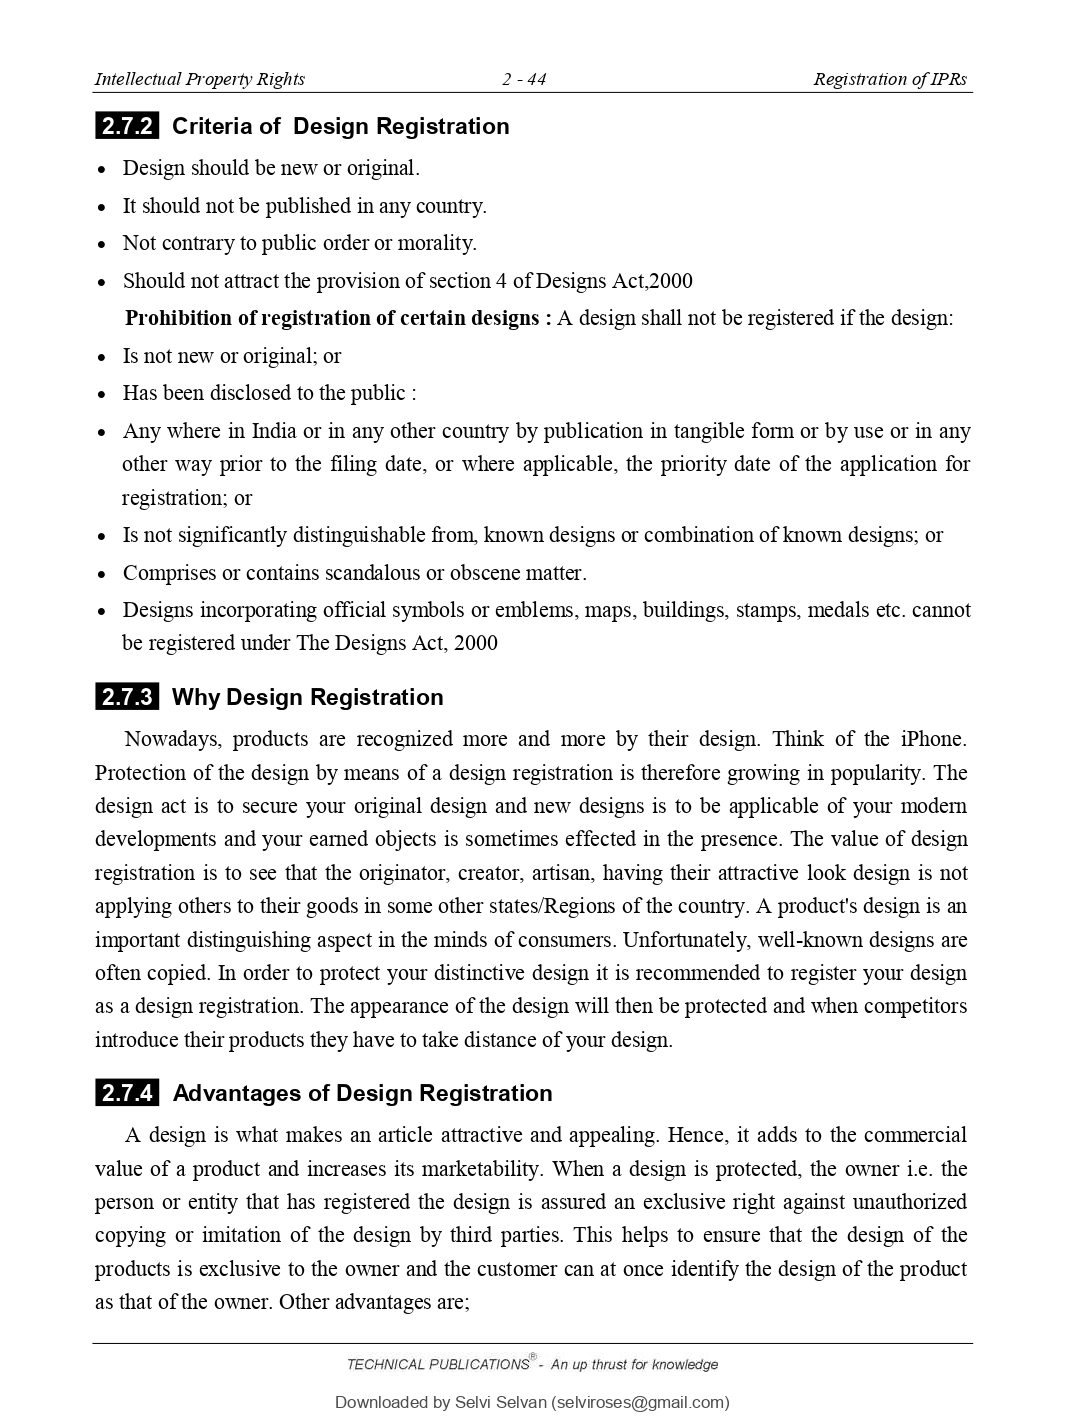 Intellectual Property Rights 2 - 44 Registration of IPRs
2.7.2 Criteria of Design Registration
• Design should be new or original.
• It should not be published in any country.
• Not contrary to public order or morality.
• Should not attract the provision of section 4 of Designs Act,2000
Prohibition of registration of certain designs : A design shall not be registered if the design:
• Is not new or original; or
• Has been disclosed to the public :
• Any where in India or in any other country by publication in tangible form or by use or in any
other way prior to the filing date, or where applicable, the priority date of the application for
registration; or
• Is not significantly distinguishable from, known designs or combination of known designs; or
• Comprises or contains scandalous or obscene matter.
• Designs incorporating official symbols or emblems, maps, buildings, stamps, medals etc. cannot
be registered under The Designs Act, 2000
2.7.3 Why Design Registration
Nowadays, products are recognized more and more by their design. Think of the iPhone.
Protection of the design by means of a design registration is therefore growing in popularity. The
design act is to secure your original design and new designs is to be applicable of your modern
developments and your earned objects is sometimes effected in the presence. The value of design
registration is to see that the originator, creator, artisan, having their attractive look design is not
applying others to their goods in some other states/Regions of the country. A product's design is an
important distinguishing aspect in the minds of consumers. Unfortunately, well-known designs are
often copied. In order to protect your distinctive design it is recommended to register your design
as a design registration. The appearance of the design will then be protected and when competitors
introduce their products they have to take distance of your design.
2.7.4 Advantages of Design Registration
A design is what makes an article attractive and appealing. Hence, it adds to the commercial
value of a product and increases its marketability. When a design is protected, the owner i.e. the
person or entity that has registered the design is assured an exclusive right against unauthorized
copying or imitation of the design by third parties. This helps to ensure that the design of the
products is exclusive to the owner and the customer can at once identify the design of the product
as that of the owner. Other advantages are;
TECHNICAL PUBLICATIONS® - An up thrust for knowledge
Downloaded by Selvi Selvan (selviroses@gmail.com)